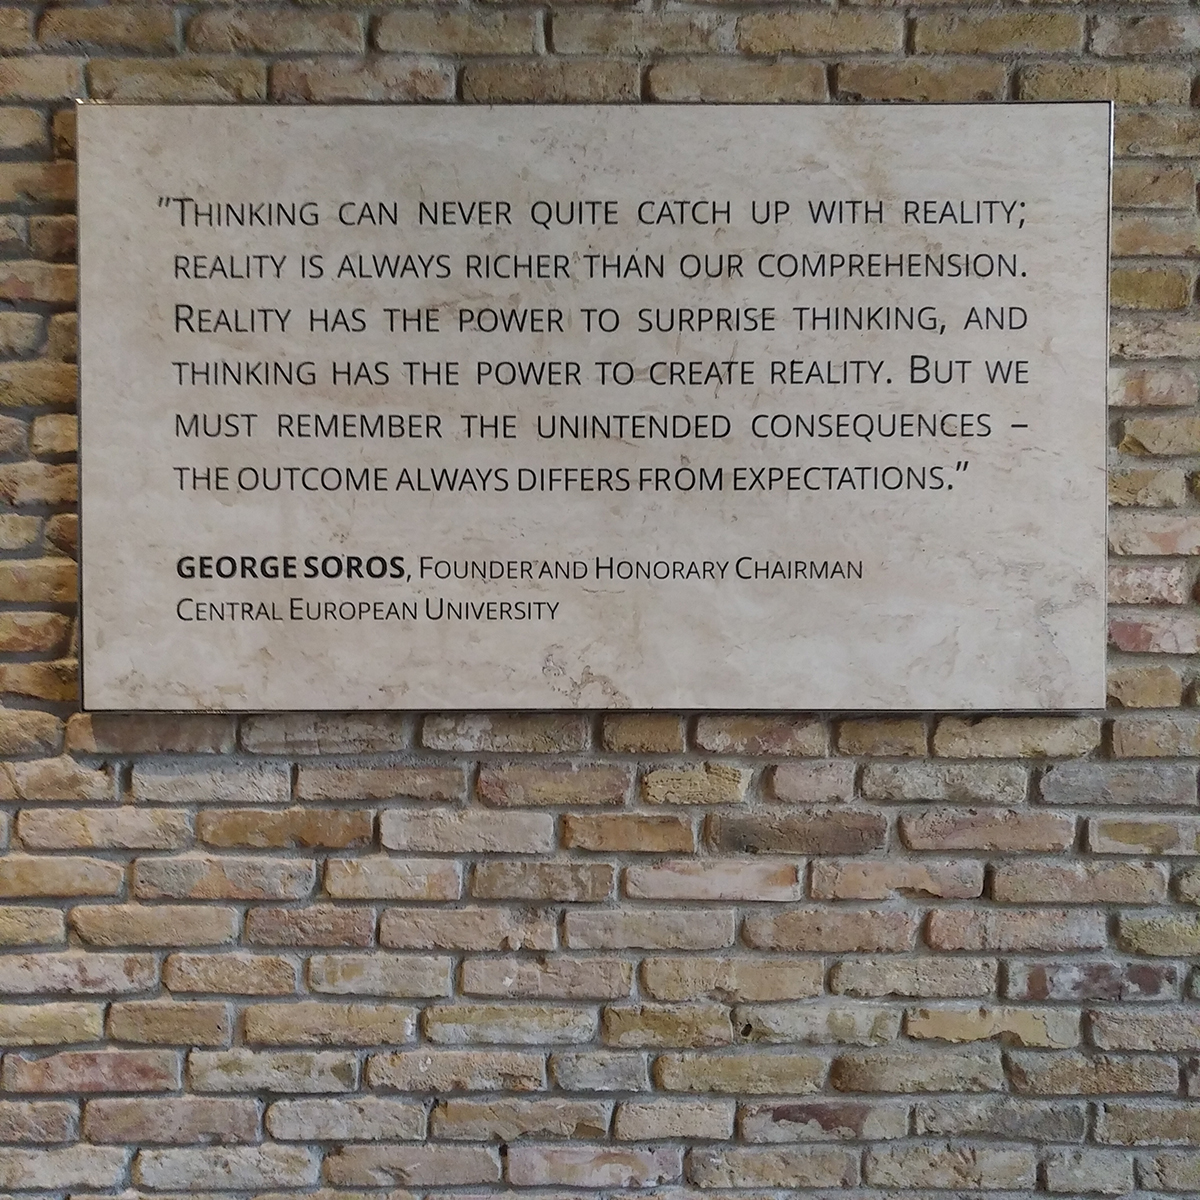 "Thinking can never quite catch up with reality;
reality is always richer than our comprehension.
Reality has the power to surprise thinking, and
thinking has the power to create reality. But we
must remember the unintended consequences –
the outcome always differs from expectations.”
GEORGE SOROS, Founder and Honorary Chairman
Central European University